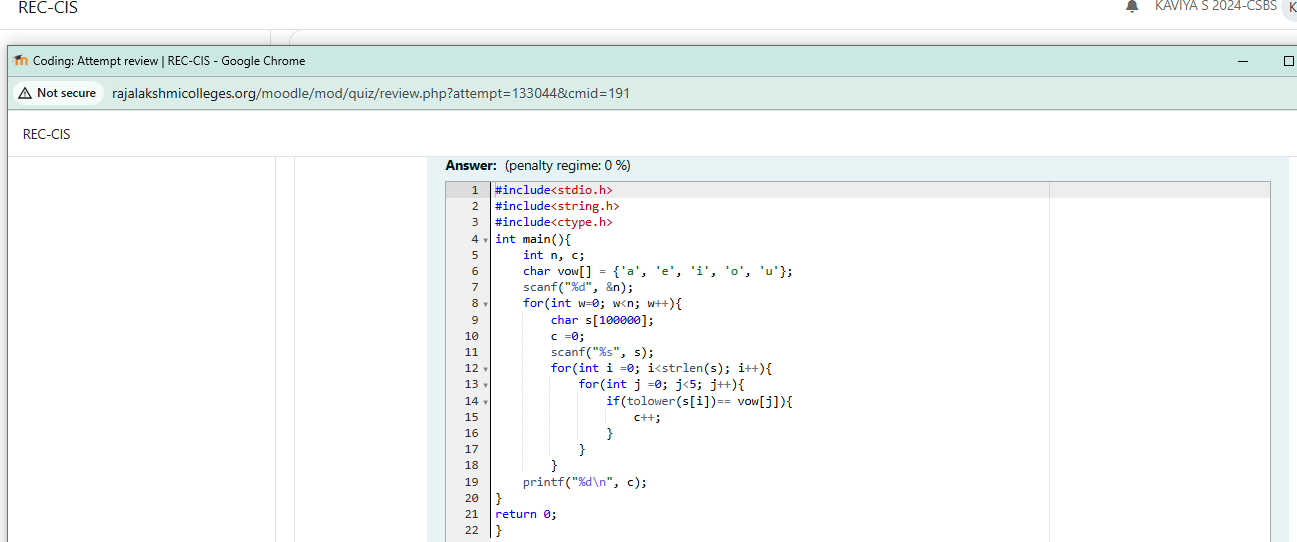 REC-CIS
KAVIYA S 2024-CSBS K
Coding: Attempt review | REC-CIS - Google Chrome
Not secure rajalakshmicolleges.org/moodle/mod/quiz/review.php?attempt=133044&cmid=191
REC-CIS
Answer: (penalty regime: 0 %)
1 #include<stdio.h>
2 #include<string.h>
3 #include<ctype.h>
4 int main(){
5     int n, c;
6     char vow[] = {'a', 'e', 'i', 'o', 'u'};
7     scanf("%d", &n);
8     for(int w=0; w<n; w++){
9         char s[100000];
10         c =0;
11         scanf("%s", s);
12         for(int i =0; i<strlen(s); i++){
13             for(int j =0; j<5; j++){
14                 if(tolower(s[i])== vow[j]){
15                     c++;
16                 }
17             }
18         }
19     printf("%d\n", c);
20 }
21 return 0;
22 }